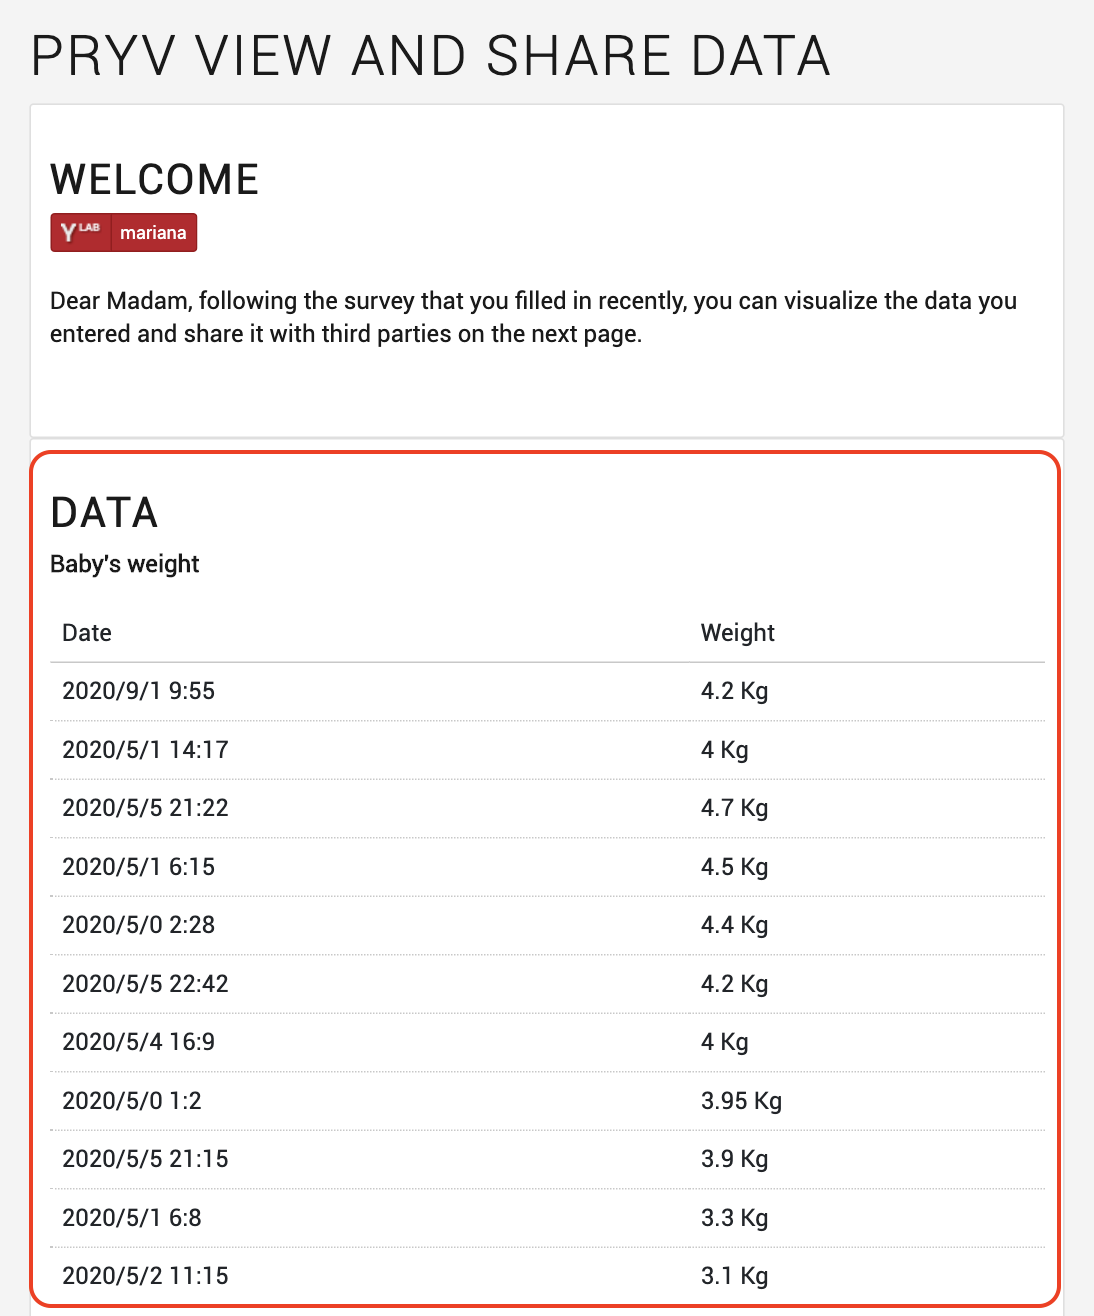 PRYV VIEW AND SHARE DATA
WELCOME
Y LAB mariana
Dear Madam, following the survey that you filled in recently, you can visualize the data you
entered and share it with third parties on the next page.
DATA
Baby's weight
Date Weight
2020/9/1 9:55 4.2 Kg
2020/5/1 14:17 4 Kg
2020/5/5 21:22 4.7 Kg
2020/5/1 6:15 4.5 Kg
2020/5/0 2:28 4.4 Kg
2020/5/5 22:42 4.2 Kg
2020/5/4 16:9 4 Kg
2020/5/0 1:2 3.95 Kg
2020/5/5 21:15 3.9 Kg
2020/5/1 6:8 3.3 Kg
2020/5/2 11:15 3.1 Kg